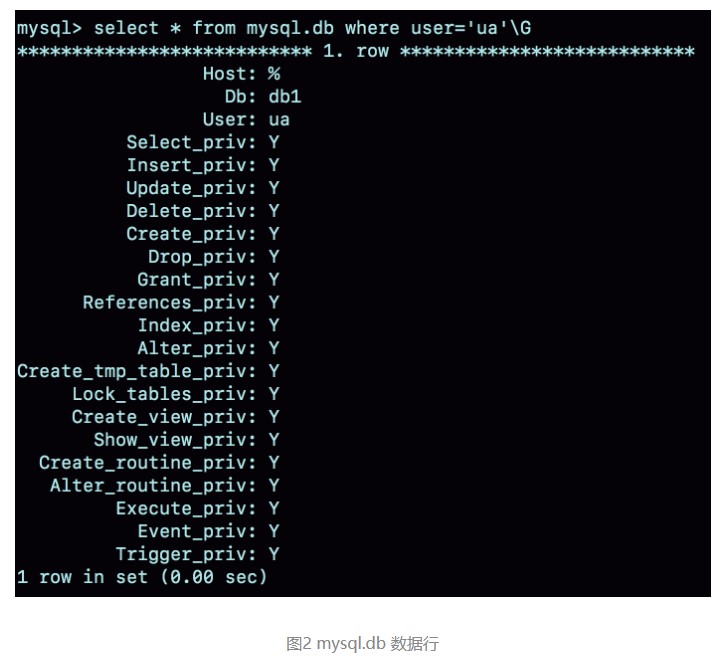 mysql> select * from mysql.db where user='ua'\G
*************************** 1. row ***************************
Host: %
Db: db1
User: ua
Select_priv: Y
Insert_priv: Y
Update_priv: Y
Delete_priv: Y
Create_priv: Y
Drop_priv: Y
Grant_priv: Y
References_priv: Y
Index_priv: Y
Alter_priv: Y
Create_tmp_table_priv: Y
Lock_tables_priv: Y
Create_view_priv: Y
Show_view_priv: Y
Create_routine_priv: Y
Alter_routine_priv: Y
Execute_priv: Y
Event_priv: Y
Trigger_priv: Y
1 row in set (0.00 sec)
图2 mysql.db 数据行